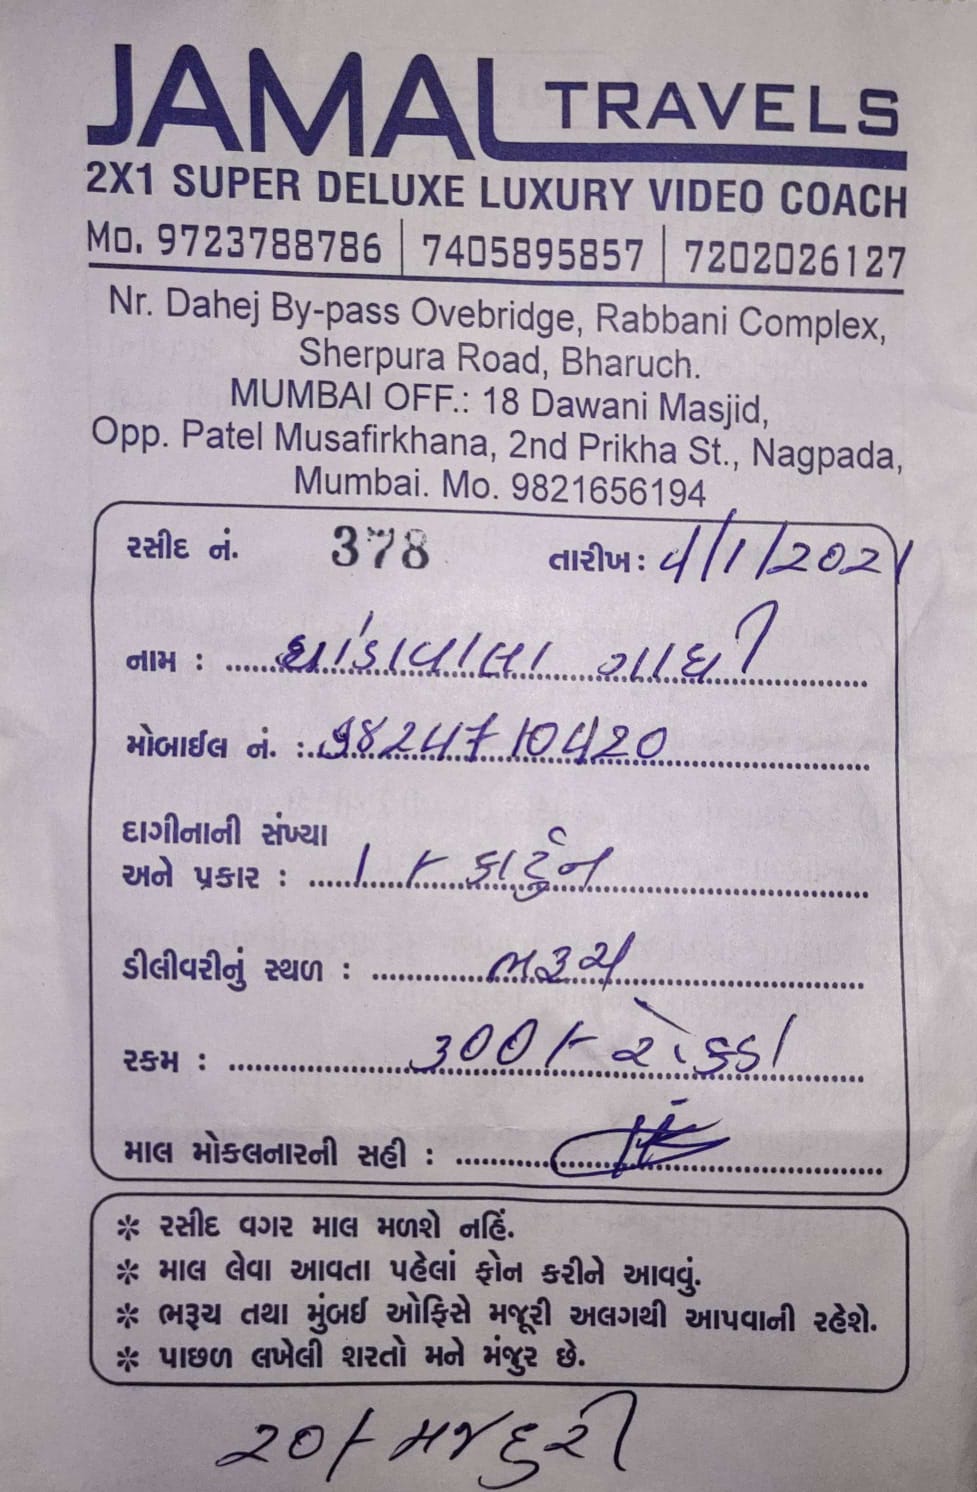 JAMAL TRAVELS
2X1 SUPER DELUXE LUXURY VIDEO COACH
Mo. 9723788786 | 7405895857 | 7202026127
Nr. Dahej By-pass Ovebridge, Rabbani Complex,
Sherpura Road, Bharuch.
MUMBAI OFF.: 18 Dawani Masjid,
Opp. Patel Musafirkhana, 2nd Prikha St., Nagpada,
Mumbai. Mo. 9821656194
રસીદ નં. 378 તારીખ: 4/1/2021
નામ :
મોબાઈલ નં. : 9824710420
દાગીનાની સંખ્યા
અને પ્રકાર : 1 કાર્ટુન
ડીલીવરીનું સ્થળ : ભરૂચ
રકમ : 300/- રોકડા
માલ મોકલનારની સહી :
* રસીદ વગર માલ મળશે નહિં.
* માલ લેવા આવતા પહેલાં ફોન કરીને આવવું.
* ભરૂચ તથા મુંબઈ ઓફિસે મજૂરી અલગથી આપવાની રહેશે.
* પાછળ લખેલી શરતો મને મંજુર છે.
20/- મજદુરી